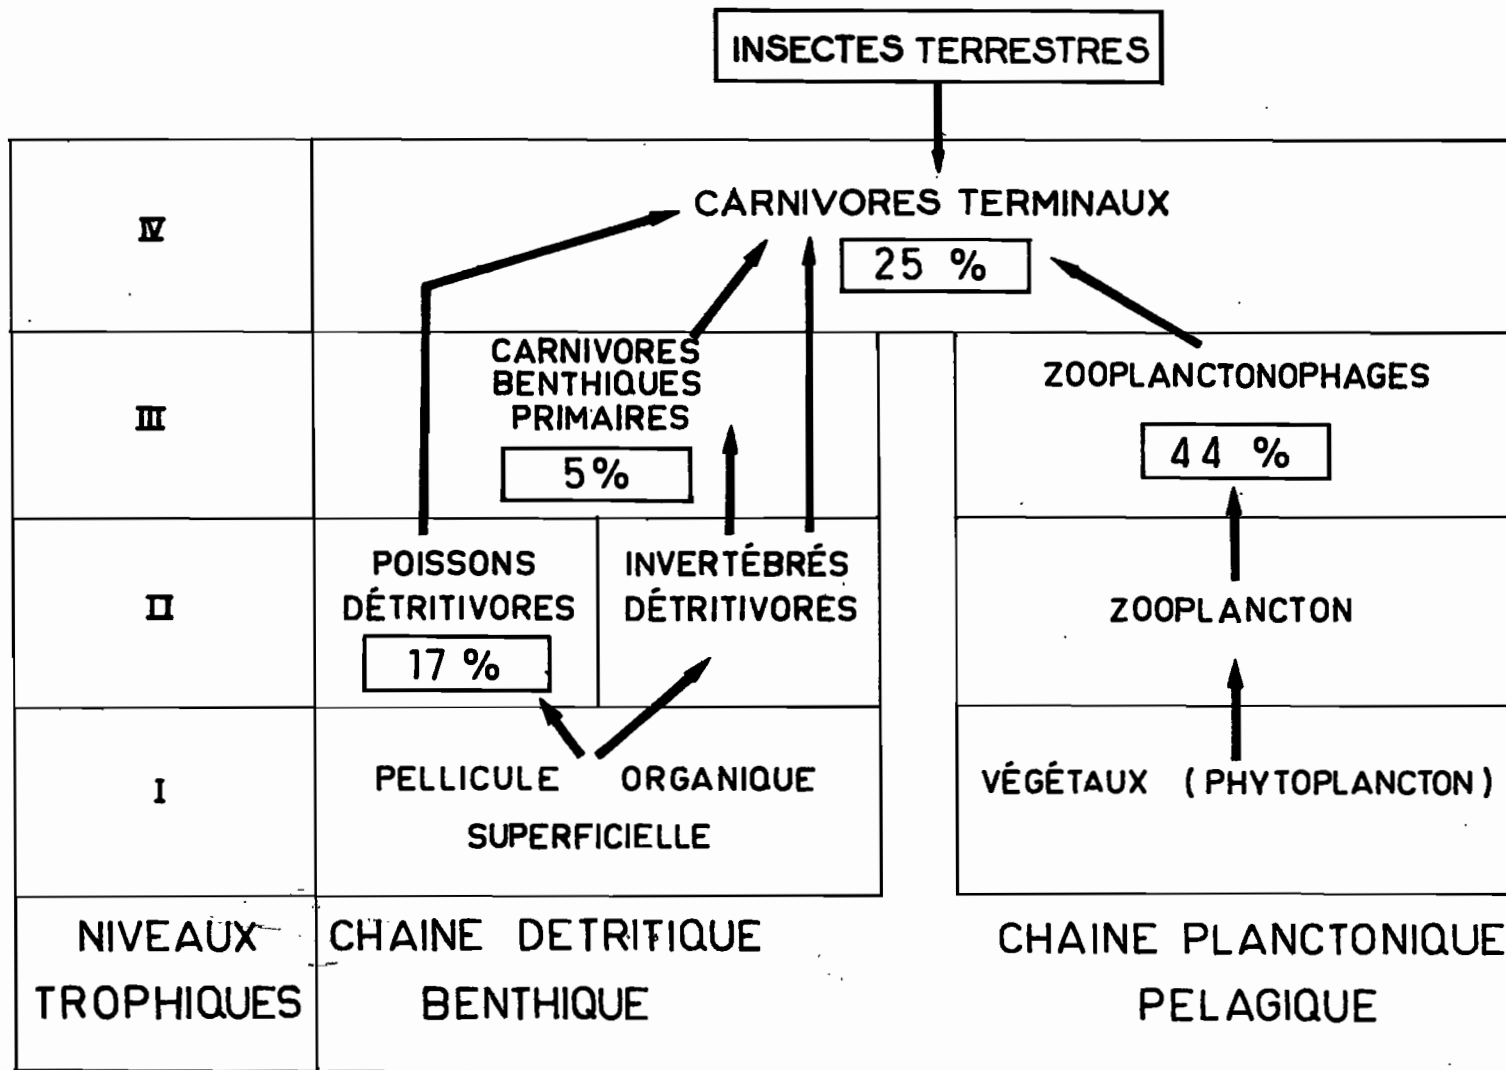 INSECTES TERRESTRES
IV
CARNIVORES TERMINAUX
25 %
III
CARNIVORES
BENTHIQUES
PRIMAIRES
5%
ZOOPLANCTONOPHAGES
44 %
II
POISSONS
DÉTRITIVORES
17 %
INVERTÉBRÉS
DÉTRITIVORES
ZOOPLANCTON
I
PELLICULE ORGANIQUE
SUPERFICIELLE
VÉGÉTAUX (PHYTOPLANCTON)
NIVEAUX
TROPHIQUES
CHAINE DETRITIQUE
BENTHIQUE
CHAINE PLANCTONIQUE
PELAGIQUE